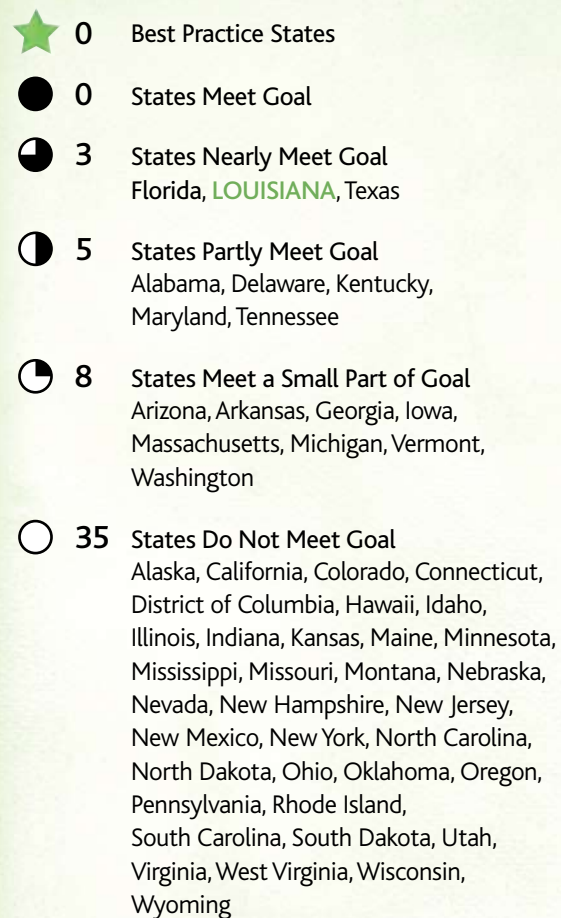 0 Best Practice States
0 States Meet Goal
3 States Nearly Meet Goal
Florida, LOUISIANA, Texas
5 States Partly Meet Goal
Alabama, Delaware, Kentucky,
Maryland, Tennessee
8 States Meet a Small Part of Goal
Arizona, Arkansas, Georgia, Iowa,
Massachusetts, Michigan, Vermont,
Washington
35 States Do Not Meet Goal
Alaska, California, Colorado, Connecticut,
District of Columbia, Hawaii, Idaho,
Illinois, Indiana, Kansas, Maine, Minnesota,
Mississippi, Missouri, Montana, Nebraska,
Nevada, New Hampshire, New Jersey,
New Mexico, New York, North Carolina,
North Dakota, Ohio, Oklahoma, Oregon,
Pennsylvania, Rhode Island,
South Carolina, South Dakota, Utah,
Virginia, West Virginia, Wisconsin,
Wyoming